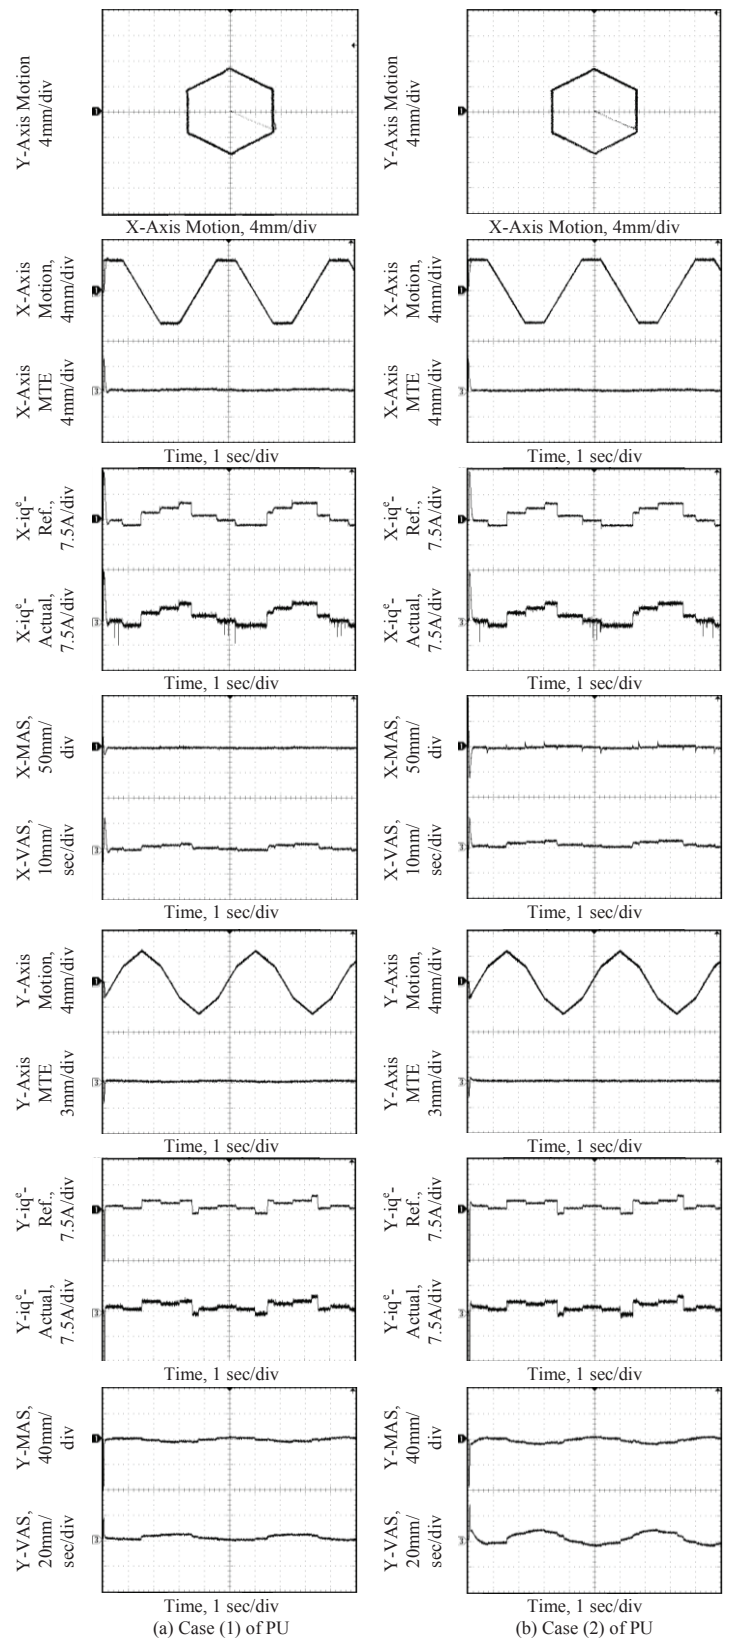 Y-Axis Motion
4mm/div
Y-Axis Motion
4mm/div
X-Axis Motion, 4mm/div
X-Axis Motion, 4mm/div
X-Axis
Motion,
4mm/div
X-Axis
Motion,
4mm/div
X-Axis
MTE
4mm/div
X-Axis
MTE
4mm/div
Time, 1 sec/div
Time, 1 sec/div
X-iqᵉ-
Ref.,
7.5A/div
X-iqᵉ-
Ref.,
7.5A/div
X-iqᵉ-
Actual,
7.5A/div
X-iqᵉ-
Actual,
7.5A/div
Time, 1 sec/div
Time, 1 sec/div
X-MAS,
50mm/
div
X-MAS,
50mm/
div
X-VAS,
10mm/
sec/div
X-VAS,
10mm/
sec/div
Time, 1 sec/div
Time, 1 sec/div
Y-Axis
Motion,
4mm/div
Y-Axis
Motion,
4mm/div
Y-Axis
MTE
3mm/div
Y-Axis
MTE
3mm/div
Time, 1 sec/div
Time, 1 sec/div
Y-iqᵉ-
Ref.,
7.5A/div
Y-iqᵉ-
Ref.,
7.5A/div
Y-iqᵉ-
Actual,
7.5A/div
Y-iqᵉ-
Actual,
7.5A/div
Time, 1 sec/div
Time, 1 sec/div
Y-MAS,
40mm/
div
Y-MAS,
40mm/
div
Y-VAS,
20mm/
sec/div
Y-VAS,
20mm/
sec/div
Time, 1 sec/div
Time, 1 sec/div
(a) Case (1) of PU
(b) Case (2) of PU